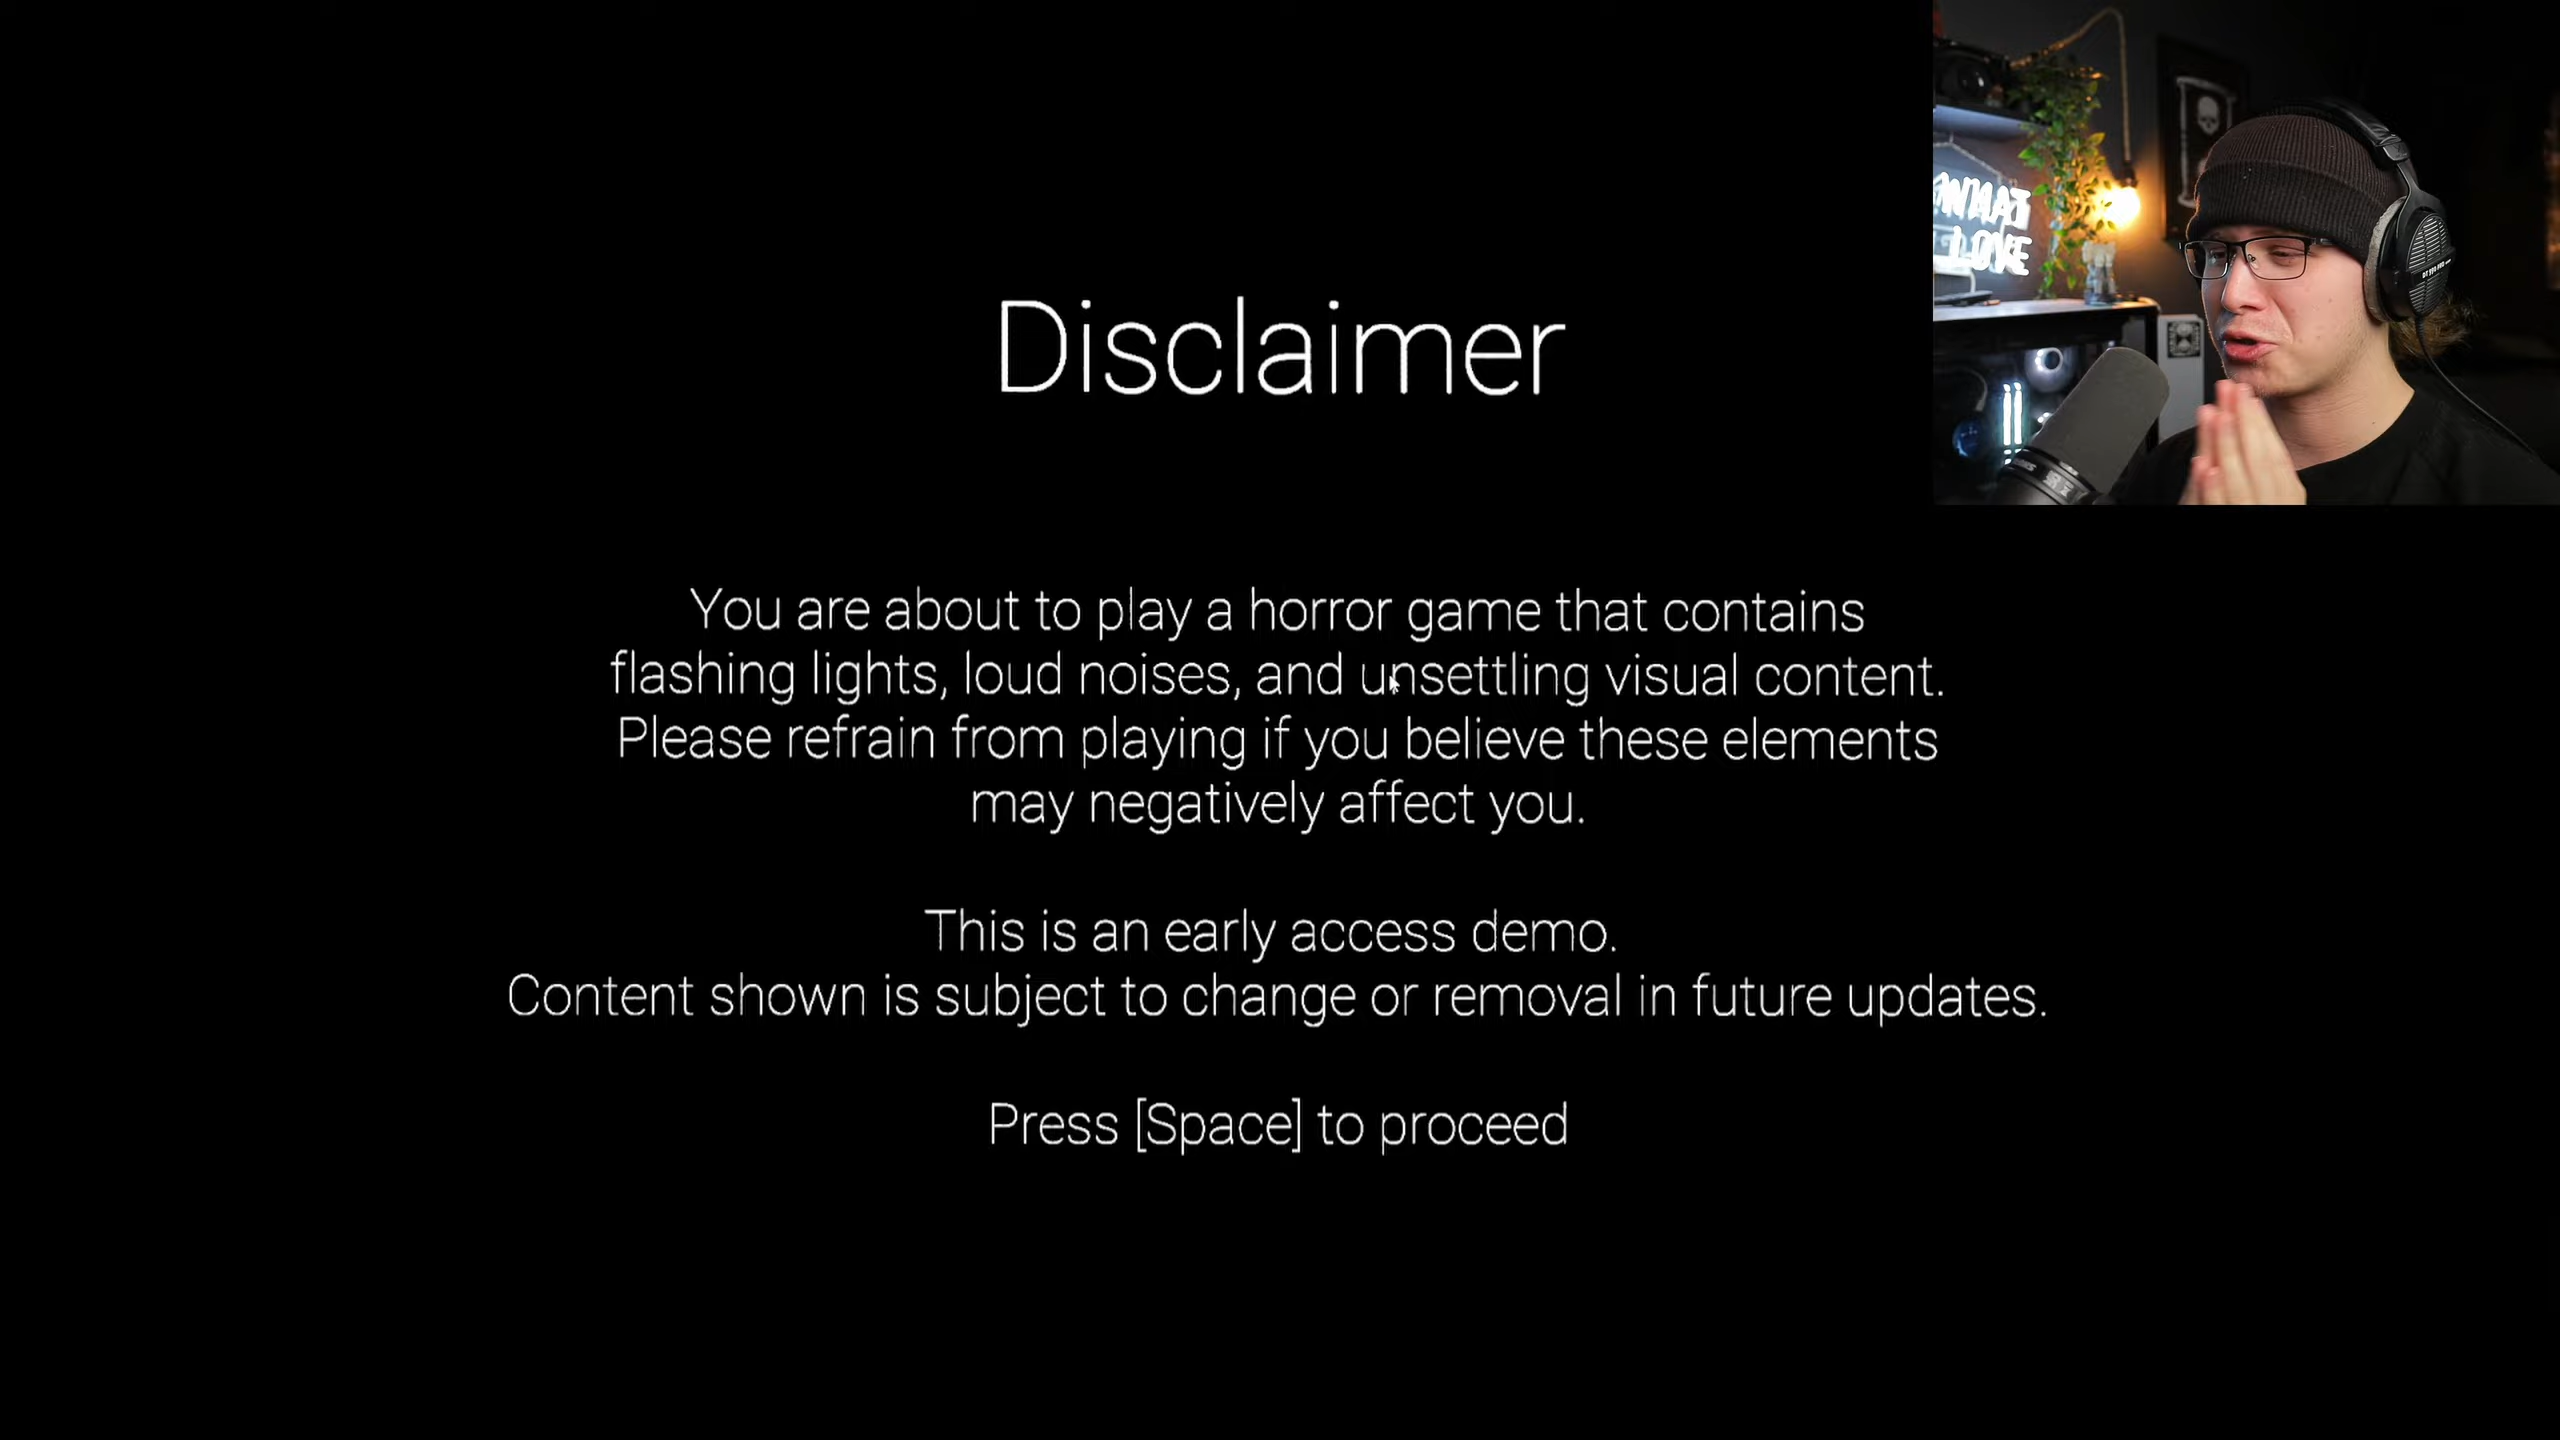 Disclaimer
You are about to play a horror game that contains
flashing lights, loud noises, and unsettling visual content.
Please refrain from playing if you believe these elements
may negatively affect you.
This is an early access demo.
Content shown is subject to change or removal in future updates.
Press [Space] to proceed
WHAT
LOVE